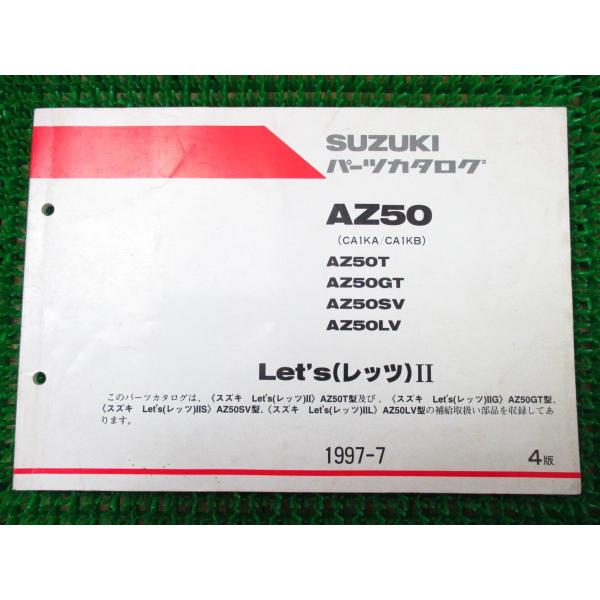 SUZUKI
パーツカタログ
AZ50
(CA1KA/CA1KB)
AZ50T
AZ50GT
AZ50SV
AZ50LV
Let's(レッツ)II
このパーツカタログは、〈スズキ Let's(レッツ)II〉AZ50T型及び、〈スズキ Let's(レッツ)IIG〉AZ50GT型、
〈スズキ Let's(レッツ)IIS〉AZ50SV型、〈スズキ Let's(レッツ)IIL〉AZ50LV型の補給取扱い部品を収録してあ
ります。
1997-7
4版